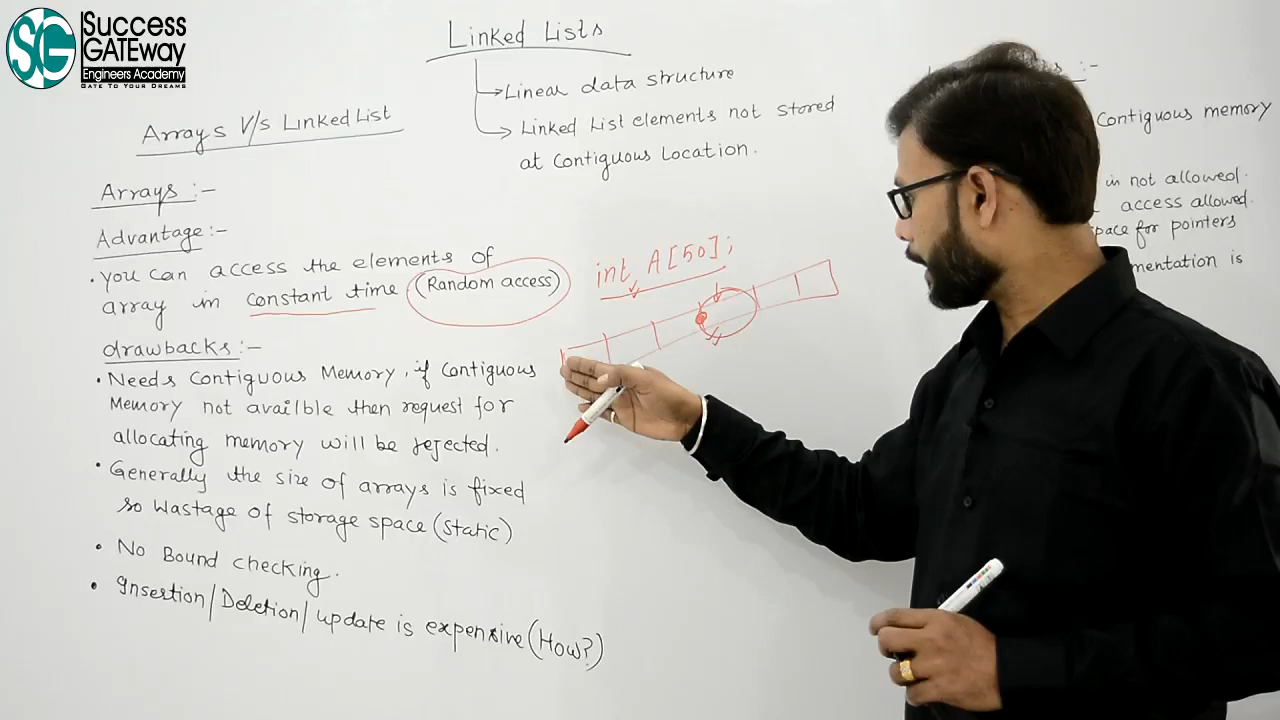 Success
GATEway
Engineers Academy
GATE TO YOUR DREAMS
SG
Linked Lists
Linear data structure
Linked List elements not stored
at Contiguous Location.
Arrays V/s Linked List
Arrays :-
Advantage :-
• You can access the elements of
array in constant time (Random access)
drawbacks :-
• Needs Contiguous Memory, if Contiguous
Memory not availble then request for
allocating memory will be rejected.
• Generally the size of arrays is fixed
so Wastage of storage space (Static)
• No Bound checking.
• Insertion/Deletion/update is expensive (How?)
int A[50];
:-
Contiguous memory
in not allowed.
access allowed.
space for pointers
mentation is